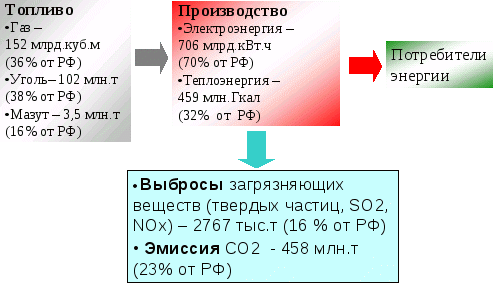 Топливо
•Газ –
152 млрд.куб.м
(36% от РФ)
•Уголь– 102 млн.т
(38% от РФ)
•Мазут – 3,5 млн.т
(16% от РФ)
Производство
•Электроэнергия –
706 млрд.кВт.ч
(70% от РФ)
•Теплоэнергия –
459 млн.Гкал
(32% от РФ)
Потребители
энергии
•Выбросы загрязняющих
веществ (твердых частиц, SO2,
NOx) – 2767 тыс.т (16 % от РФ)
• Эмиссия CO2 - 458 млн.т
(23% от РФ)